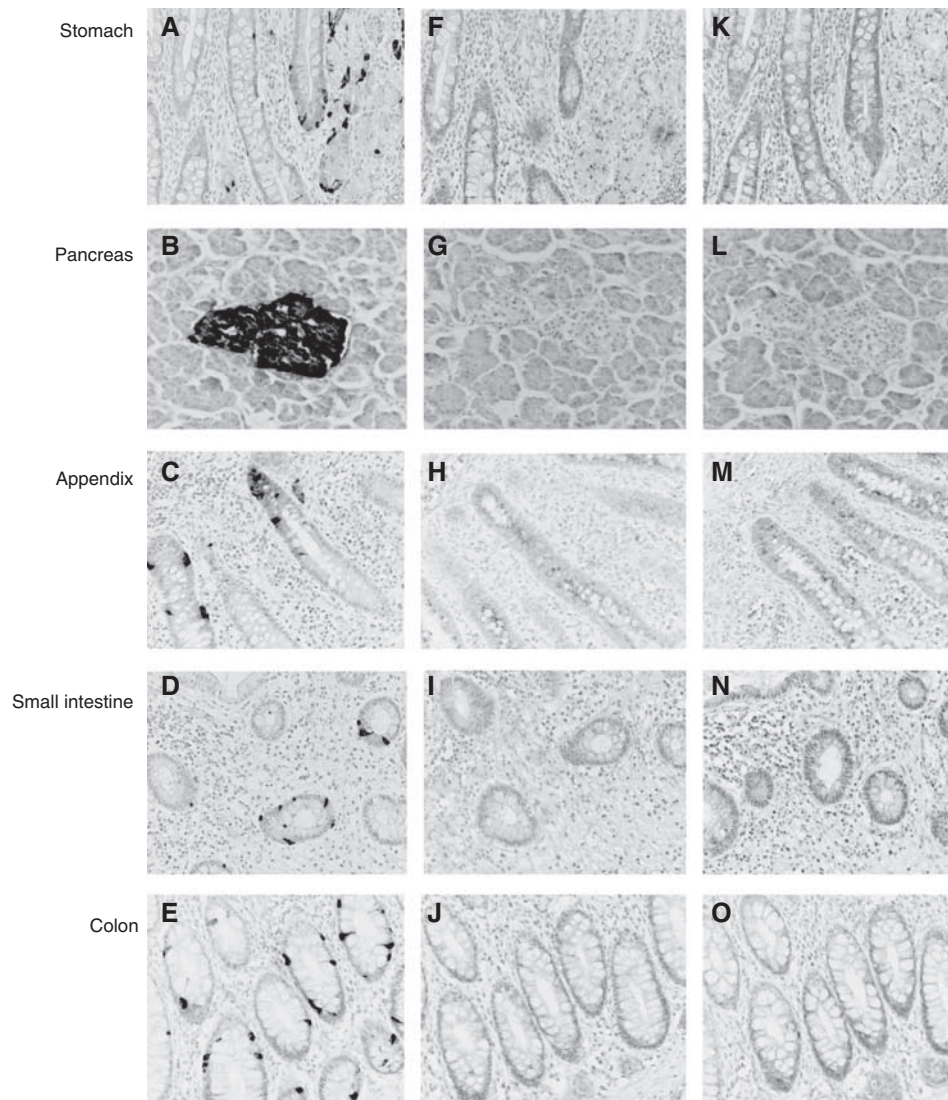 Stomach A F K
Pancreas B G L
Appendix C H M
Small intestine D I N
Colon E J O